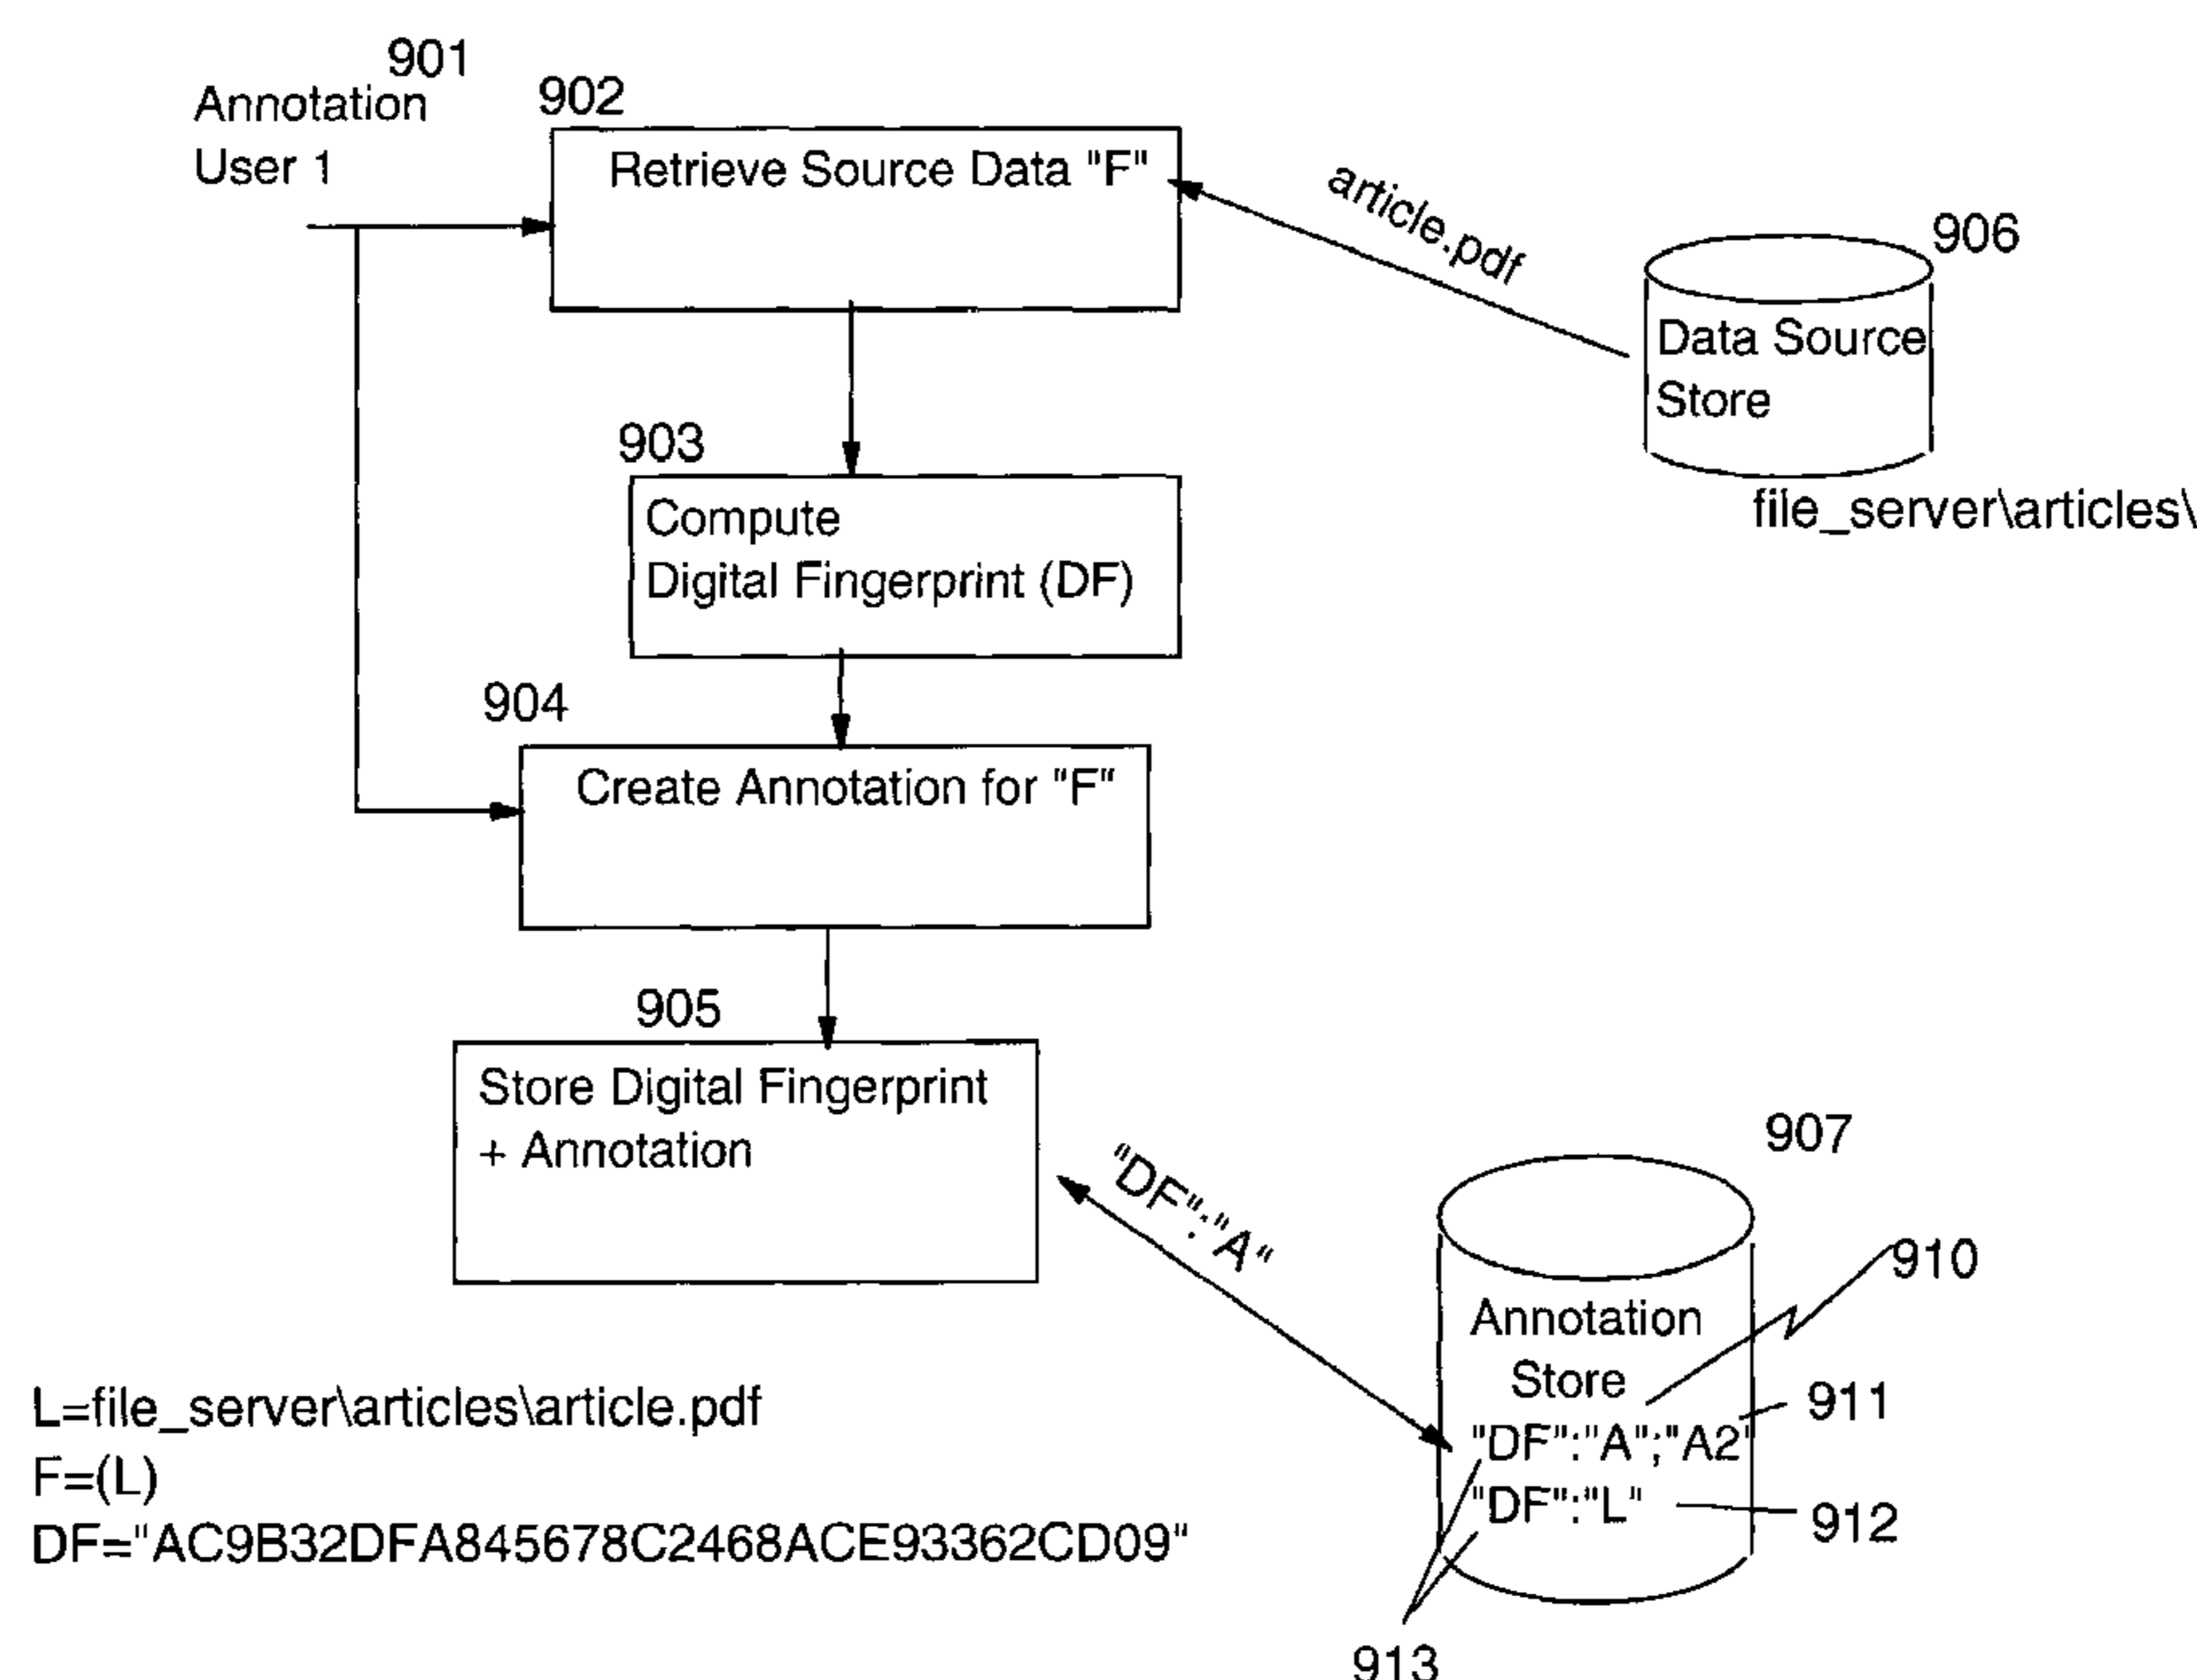 901
Annotation
User 1
902
Retrieve Source Data "F"
article.pdf
906
Data Source
Store
file_server\articles\
903
Compute
Digital Fingerprint (DF)
904
Create Annotation for "F"
905
Store Digital Fingerprint
+ Annotation
"DF":"A"
907
910
Annotation
Store
911
"DF":"A";"A2"
"DF":"L"
912
913
L=file_server\articles\article.pdf
F=(L)
DF="AC9B32DFA845678C2468ACE93362CD09"